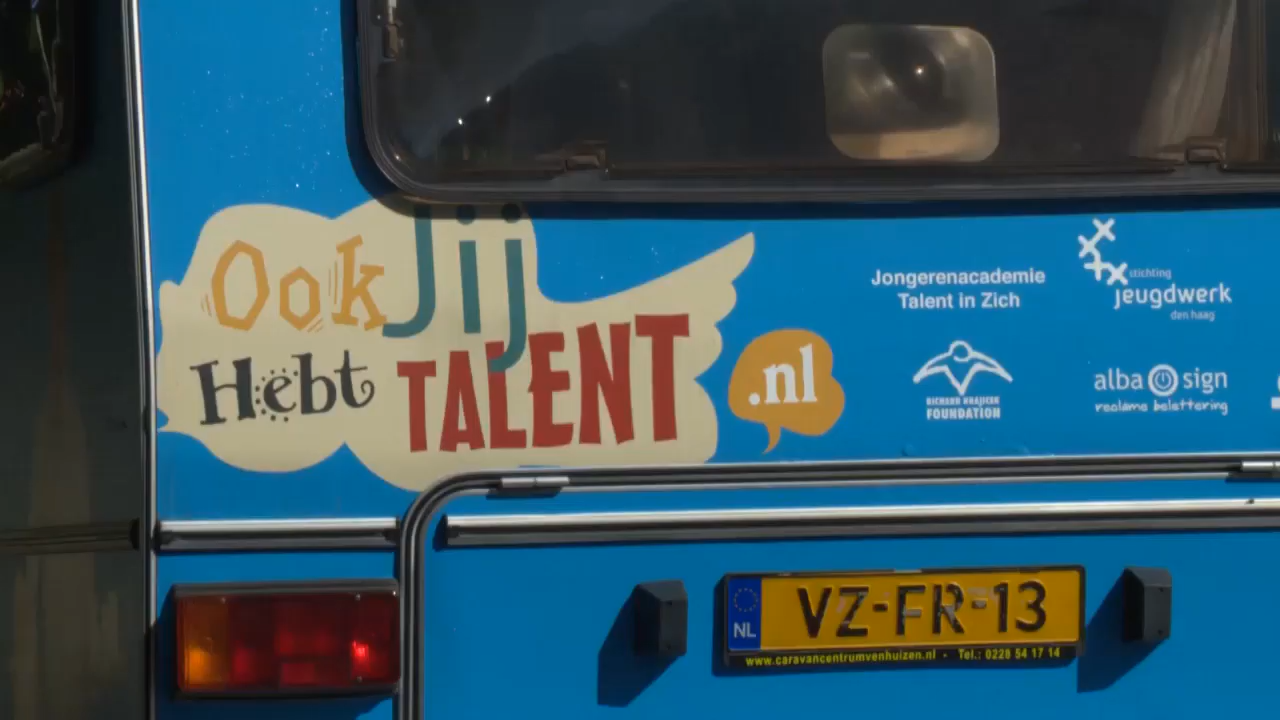 Ook Jij
Hebt TALENT
.nl
Jongerenacademie
Talent in Zich
stichting
jeugdwerk
den haag
RICHARD KRAJICEK
FOUNDATION
alba sign
reclame belettering
NL
VZ-FR-13
www.caravancentrumvenhuizen.nl - Tel.: 0228 54 17 14